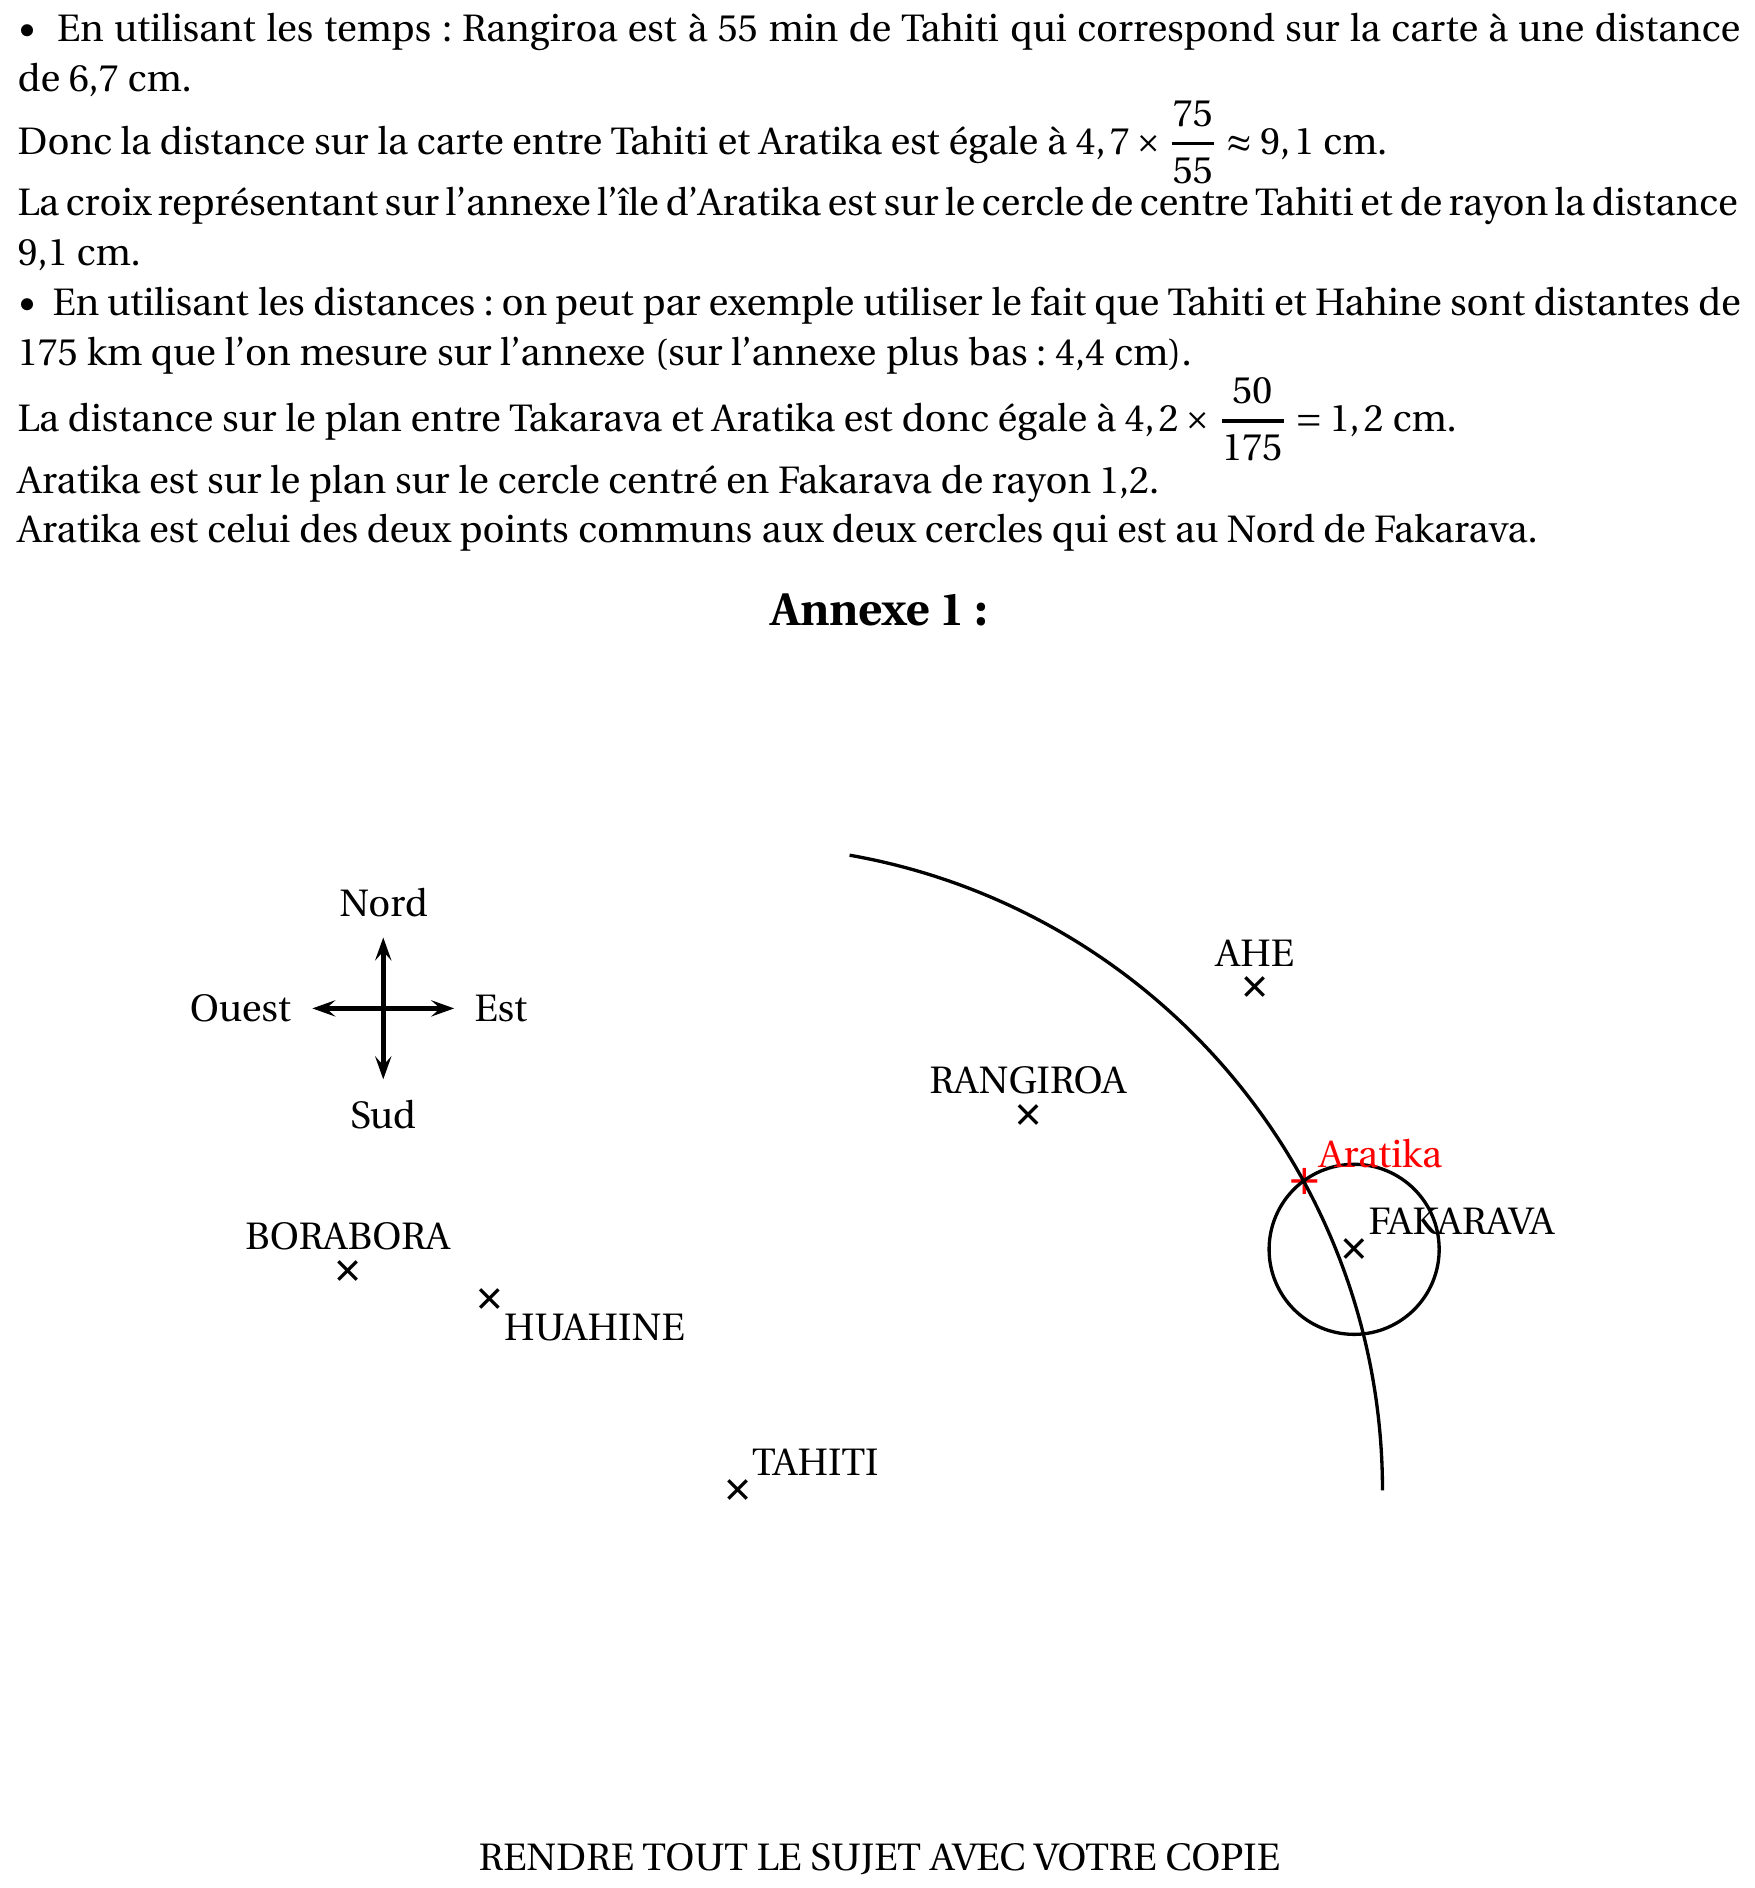 • En utilisant les temps : Rangiroa est à 55 min de Tahiti qui correspond sur la carte à une distance
de 6,7 cm.
Donc la distance sur la carte entre Tahiti et Aratika est égale à 4,7 × 75/55 ≈ 9,1 cm.
La croix représentant sur l'annexe l'île d'Aratika est sur le cercle de centre Tahiti et de rayon la distance
9,1 cm.
• En utilisant les distances : on peut par exemple utiliser le fait que Tahiti et Hahine sont distantes de
175 km que l'on mesure sur l'annexe (sur l'annexe plus bas : 4,4 cm).
La distance sur le plan entre Takarava et Aratika est donc égale à 4,2 × 50/175 = 1,2 cm.
Aratika est sur le plan sur le cercle centré en Fakarava de rayon 1,2.
Aratika est celui des deux points communs aux deux cercles qui est au Nord de Fakarava.
Annexe 1 :
Nord
AHE
Ouest
Est
RANGIROA
Sud
Aratika
FAKARAVA
BORABORA
HUAHINE
TAHITI
RENDRE TOUT LE SUJET AVEC VOTRE COPIE